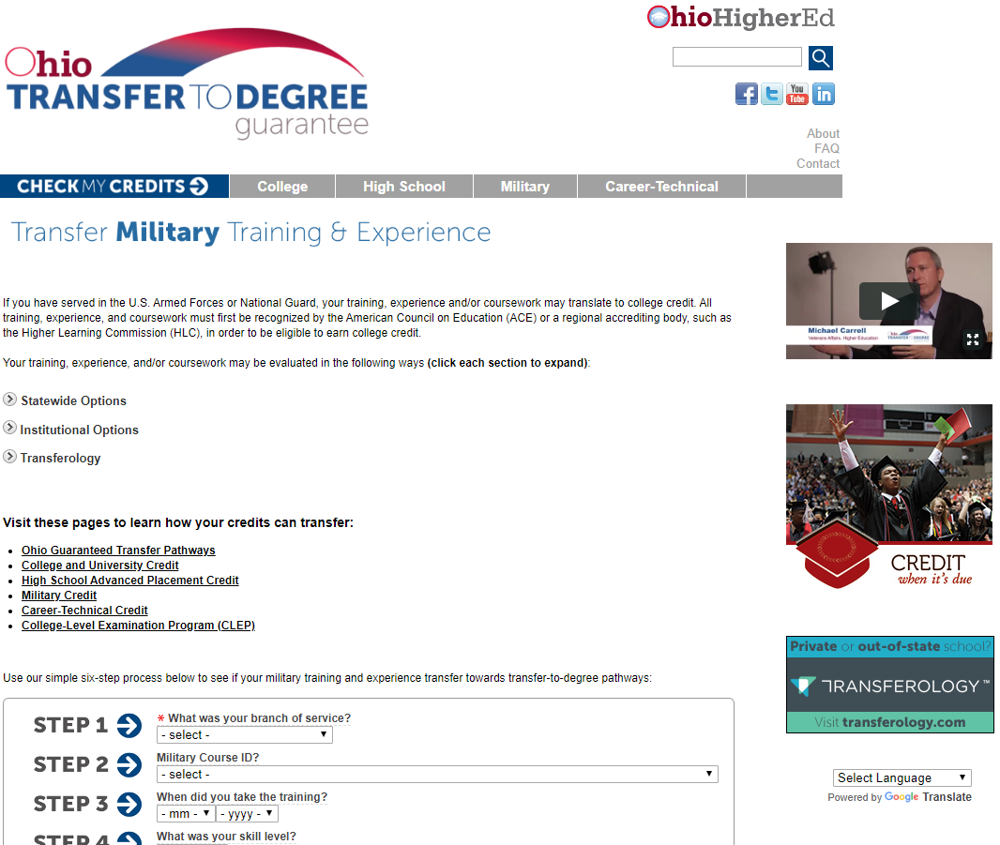 OhioHigherEd
Ohio
TRANSFER TO DEGREE
guarantee
You
Tube
About
FAQ
Contact
CHECK MY CREDITS
College
High School
Military
Career-Technical
Transfer Military Training & Experience
If you have served in the U.S. Armed Forces or National Guard, your training, experience and/or coursework may translate to college credit. All
training, experience, and coursework must first be recognized by the American Council on Education (ACE) or a regional accrediting body, such as
the Higher Learning Commission (HLC), in order to be eligible to earn college credit.
Your training, experience, and/or coursework may be evaluated in the following ways (click each section to expand):
Statewide Options
Institutional Options
Transferology
Visit these pages to learn how your credits can transfer:
Ohio Guaranteed Transfer Pathways
College and University Credit
High School Advanced Placement Credit
Military Credit
Career-Technical Credit
College-Level Examination Program (CLEP)
Use our simple six-step process below to see if your military training and experience transfer towards transfer-to-degree pathways:
STEP 1
* What was your branch of service?
- select -
STEP 2
Military Course ID?
- select -
STEP 3
When did you take the training?
- mm - - yyyy -
STEP 4
What was your skill level?
Michael Carrell
Veterans Affairs, Higher Education
Ohio
TRANSFER TO DEGREE
CREDIT
when it's due
Private or out-of-state school?
TRANSFEROLOGY™
Visit transferology.com
Select Language
Powered by Google Translate